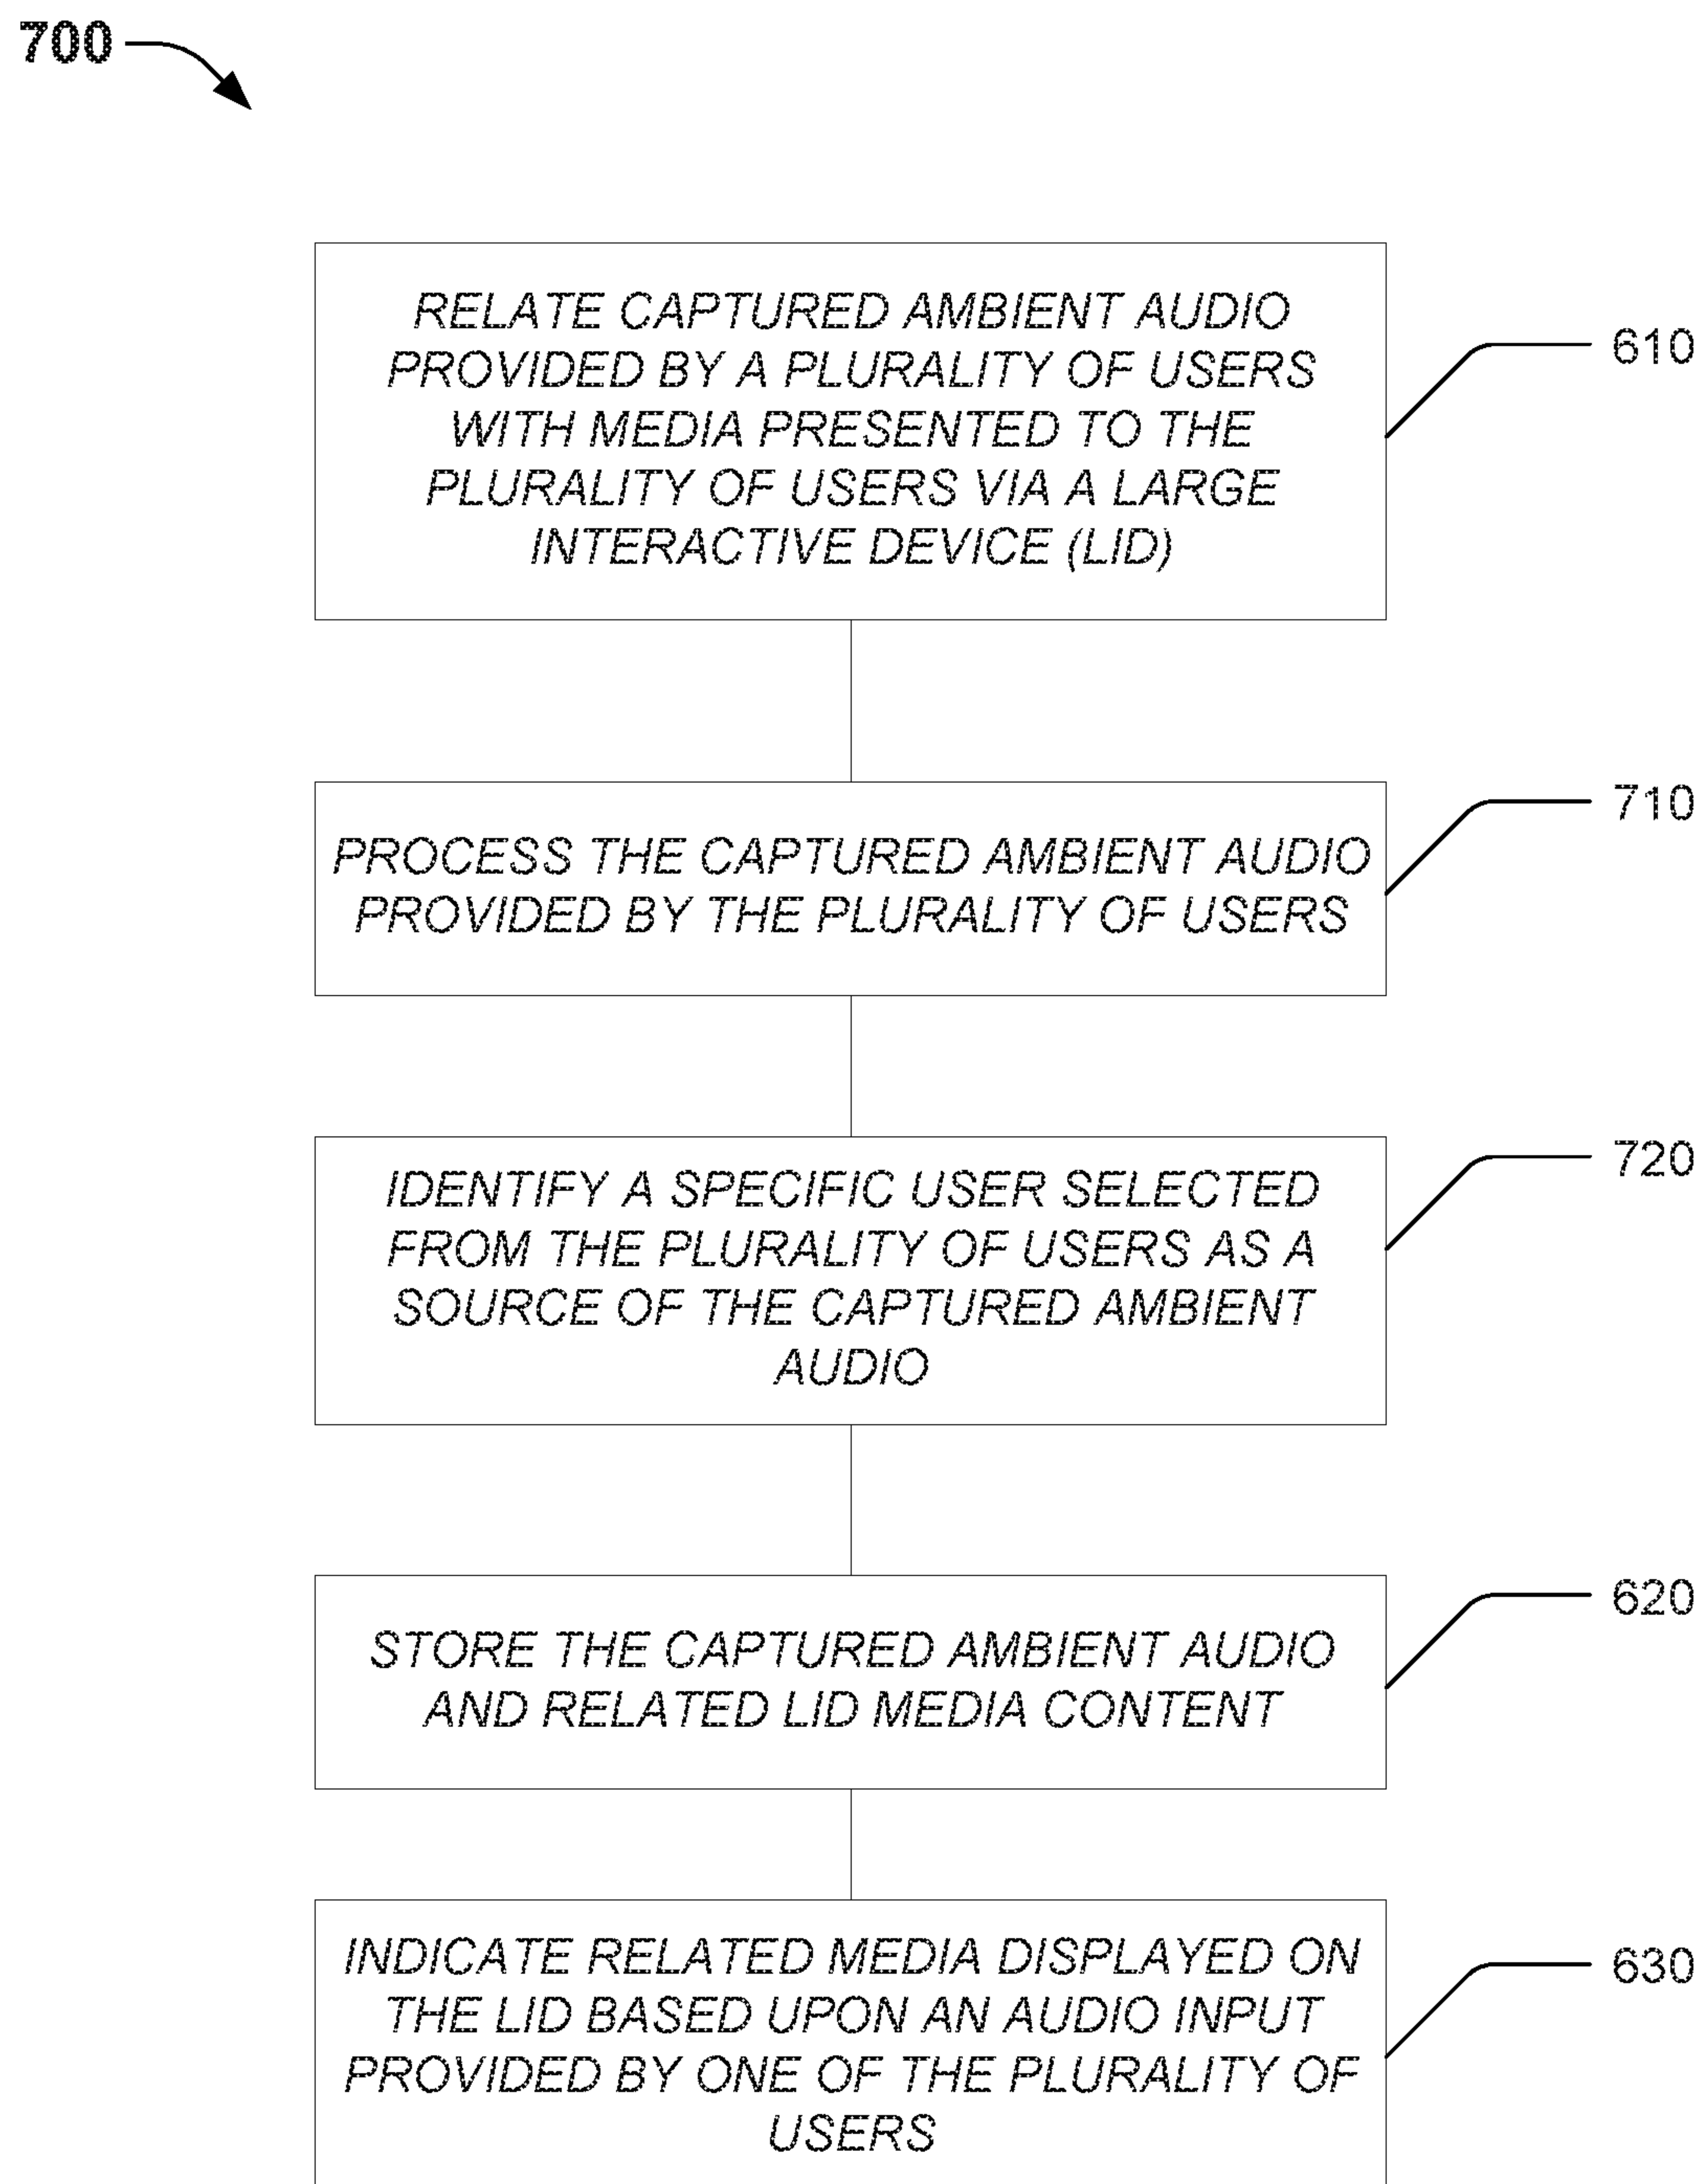 700
RELATE CAPTURED AMBIENT AUDIO
PROVIDED BY A PLURALITY OF USERS
WITH MEDIA PRESENTED TO THE
PLURALITY OF USERS VIA A LARGE
INTERACTIVE DEVICE (LID)
610
PROCESS THE CAPTURED AMBIENT AUDIO
PROVIDED BY THE PLURALITY OF USERS
710
IDENTIFY A SPECIFIC USER SELECTED
FROM THE PLURALITY OF USERS AS A
SOURCE OF THE CAPTURED AMBIENT
AUDIO
720
STORE THE CAPTURED AMBIENT AUDIO
AND RELATED LID MEDIA CONTENT
620
INDICATE RELATED MEDIA DISPLAYED ON
THE LID BASED UPON AN AUDIO INPUT
PROVIDED BY ONE OF THE PLURALITY OF
USERS
630